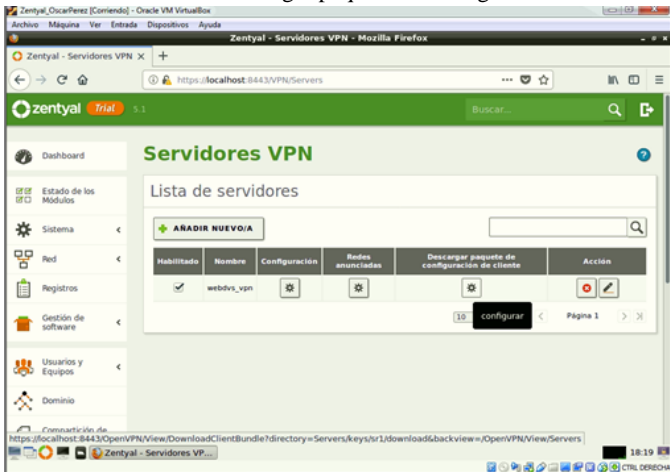 Zentyal_OscarPerez [Corriendo] - Oracle VM VirtualBox
Archivo Máquina Ver Entrada Dispositivos Ayuda
Zentyal - Servidores VPN - Mozilla Firefox
Zentyal - Servidores VPN
https://localhost:8443/VPN/Servers
zentyal Trial 5.1 Buscar...
Dashboard
Estado de los Módulos
Sistema
Red
Registros
Gestión de software
Usuarios y Equipos
Dominio
Compartición de
Servidores VPN
Lista de servidores
AÑADIR NUEVO/A
Habilitado Nombre Configuración Redes anunciadas Descargar paquete de configuración de cliente Acción
webdvs_vpn
10 configurar Página 1
https://localhost:8443/OpenVPN/View/DownloadClientBundle?directory=Servers/keys/sr1/download&backview=/OpenVPN/View/Servers
Zentyal - Servidores VP...
18:19
CTRL DERECHA